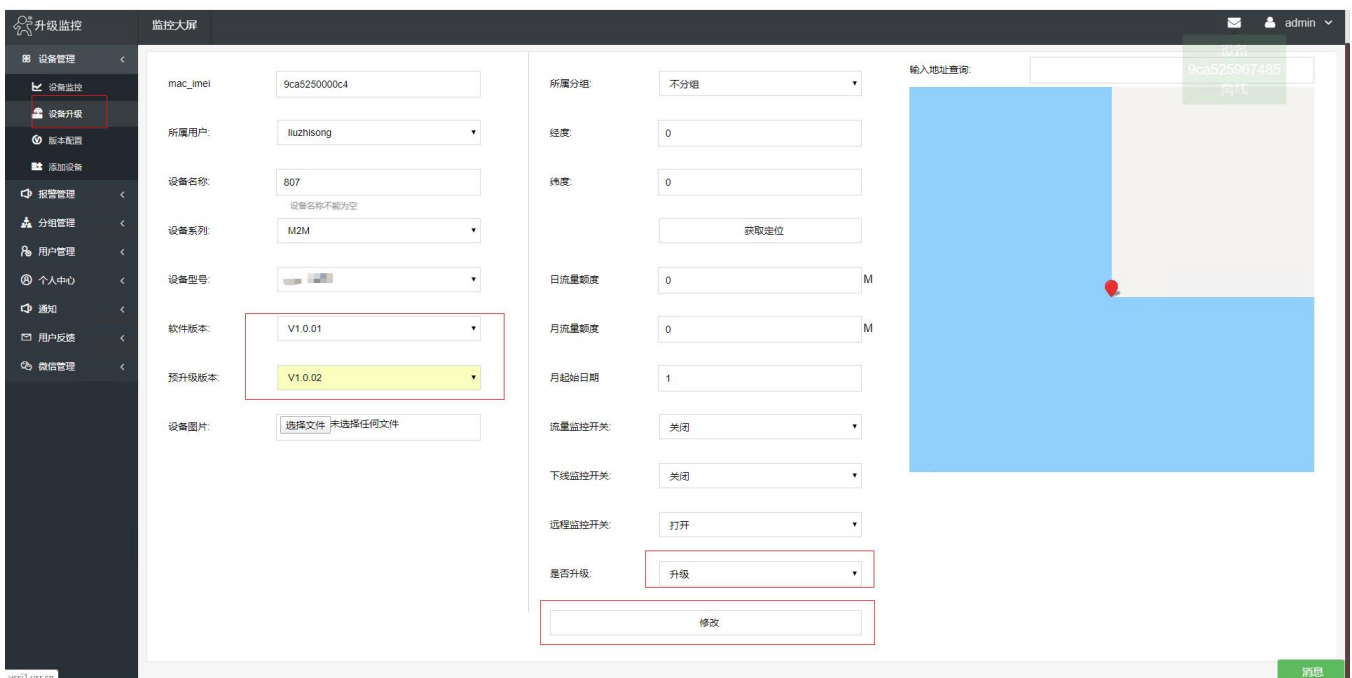 升级监控
监控大屏
admin
设备管理
设备监控
设备升级
版本配置
添加设备
报警管理
分组管理
用户管理
个人中心
通知
用户反馈
微信管理
mac_imei
9ca5250000c4
所属用户:
liuzhisong
设备名称:
807
设备名称不能为空
设备系列:
M2M
设备型号:
软件版本:
V1.0.01
预升级版本:
V1.0.02
设备图片:
选择文件 未选择任何文件
所属分组:
不分组
经度:
0
纬度:
0
获取定位
日流量额度
0
M
月流量额度
0
M
月起始日期
1
流量监控开关:
关闭
下线监控开关:
关闭
远程监控开关:
打开
是否升级:
升级
修改
输入地址查询:
设备
9ca525967485
离线
消息